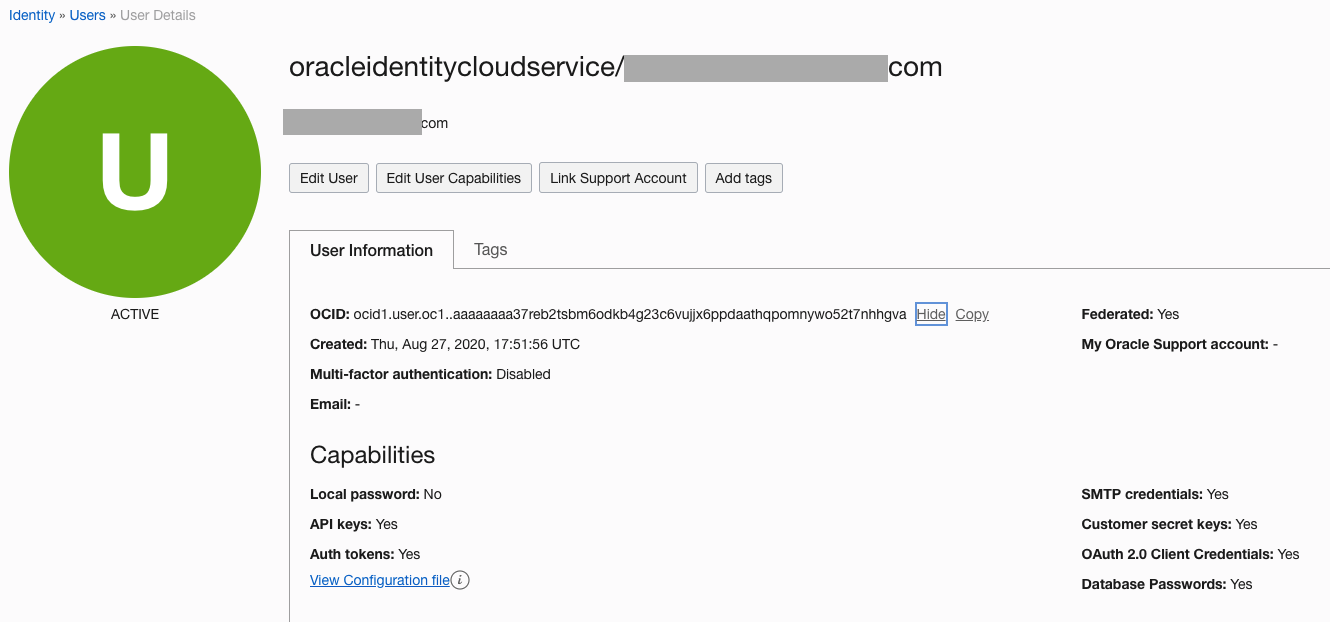 Identity » Users » User Details
U
ACTIVE
oracleidentitycloudservice/
com
com
Edit User
Edit User Capabilities
Link Support Account
Add tags
User Information
Tags
OCID: ocid1.user.oc1..aaaaaaaa37reb2tsbm6odkb4g23c6vujjx6ppdaathqpomnywo52t7nhhgva Hide Copy
Created: Thu, Aug 27, 2020, 17:51:56 UTC
Multi-factor authentication: Disabled
Email: -
Federated: Yes
My Oracle Support account: -
Capabilities
Local password: No
API keys: Yes
Auth tokens: Yes
View Configuration file i
SMTP credentials: Yes
Customer secret keys: Yes
OAuth 2.0 Client Credentials: Yes
Database Passwords: Yes